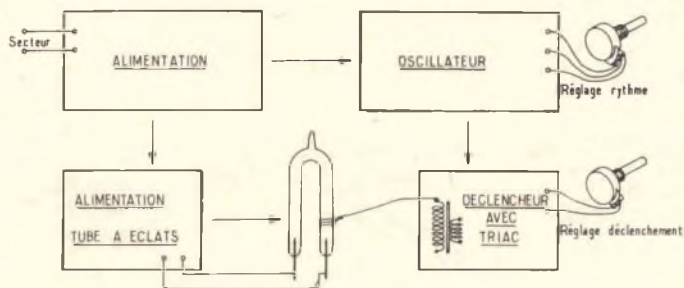 Secteur
ALIMENTATION
OSCILLATEUR
Réglage rythme
ALIMENTATION
TUBE A ECLATS
DECLENCHEUR
AVEC
TRIAC
Réglage déclenchement